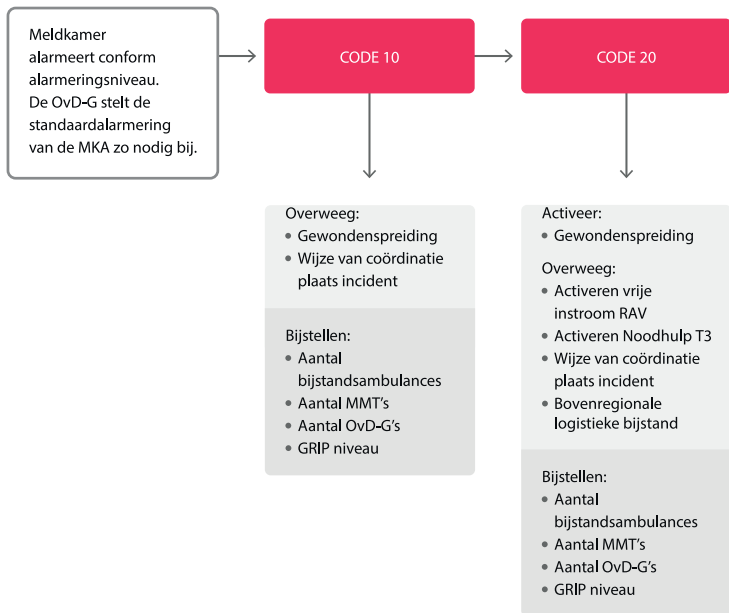 Meldkamer
alarmeert conform
alarmeringsniveau.
De OvD-G stelt de
standaardalarmering
van de MKA zo nodig bij.
CODE 10
CODE 20
Overweeg:
• Gewondenspreiding
• Wijze van coördinatie
plaats incident
Bijstellen:
• Aantal
bijstandsambulances
• Aantal MMT's
• Aantal OvD-G's
• GRIP niveau
Activeer:
• Gewondenspreiding
Overweeg:
• Activeren vrije
instroom RAV
• Activeren Noodhulp T3
• Wijze van coördinatie
plaats incident
• Bovenregionale
logistieke bijstand
Bijstellen:
• Aantal
bijstandsambulances
• Aantal MMT's
• Aantal OvD-G's
• GRIP niveau